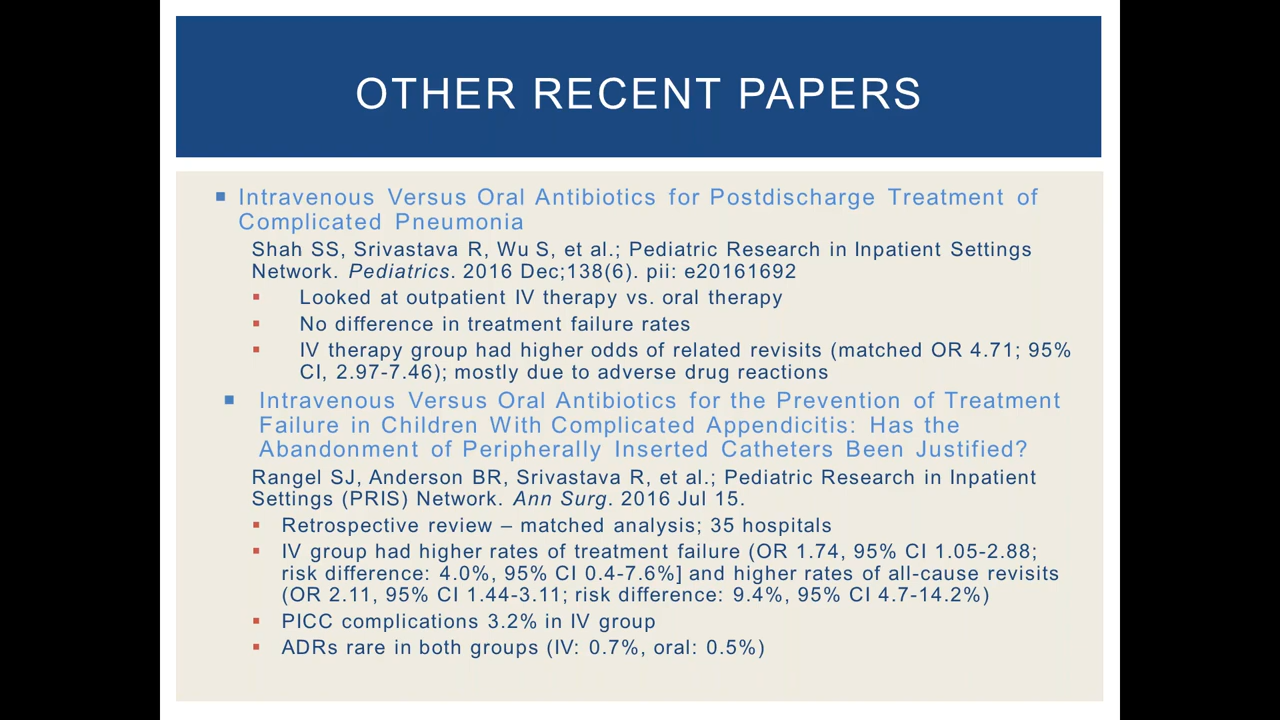 OTHER RECENT PAPERS
▪ Intravenous Versus Oral Antibiotics for Postdischarge Treatment of
Complicated Pneumonia
Shah SS, Srivastava R, Wu S, et al.; Pediatric Research in Inpatient Settings
Network. Pediatrics. 2016 Dec;138(6). pii: e20161692
▪ Looked at outpatient IV therapy vs. oral therapy
▪ No difference in treatment failure rates
▪ IV therapy group had higher odds of related revisits (matched OR 4.71; 95%
CI, 2.97-7.46); mostly due to adverse drug reactions
▪ Intravenous Versus Oral Antibiotics for the Prevention of Treatment
Failure in Children With Complicated Appendicitis: Has the
Abandonment of Peripherally Inserted Catheters Been Justified?
Rangel SJ, Anderson BR, Srivastava R, et al.; Pediatric Research in Inpatient
Settings (PRIS) Network. Ann Surg. 2016 Jul 15.
▪ Retrospective review – matched analysis; 35 hospitals
▪ IV group had higher rates of treatment failure (OR 1.74, 95% CI 1.05-2.88;
risk difference: 4.0%, 95% CI 0.4-7.6%] and higher rates of all-cause revisits
(OR 2.11, 95% CI 1.44-3.11; risk difference: 9.4%, 95% CI 4.7-14.2%)
▪ PICC complications 3.2% in IV group
▪ ADRs rare in both groups (IV: 0.7%, oral: 0.5%)